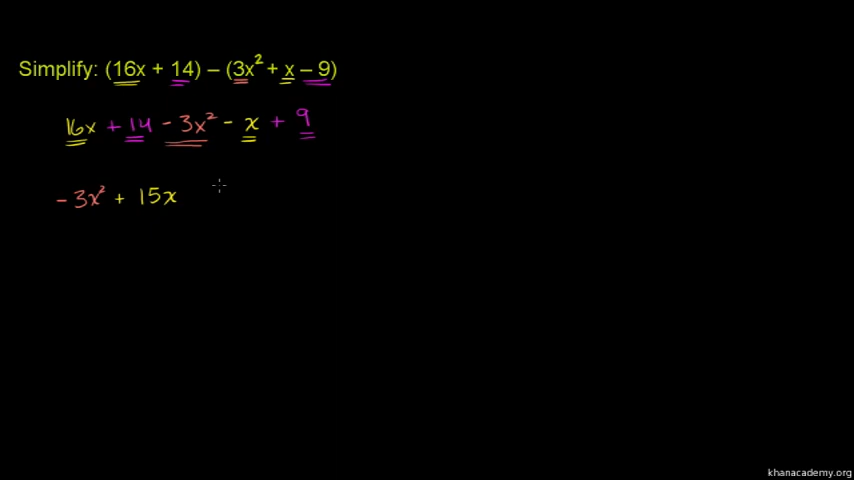 Simplify: (16x + 14) – (3x² + x – 9)
16x + 14 - 3x² - x + 9
- 3x² + 15x
khanacademy.org